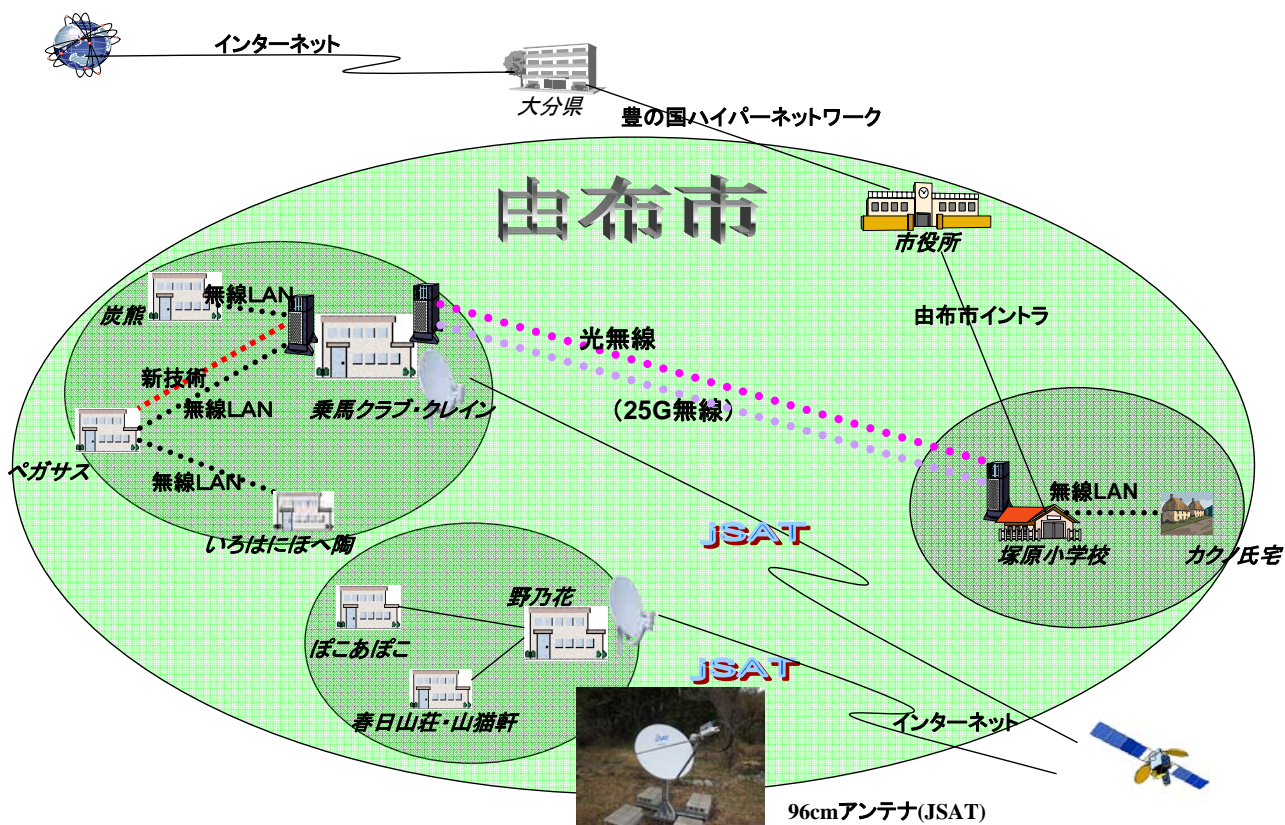 インターネット
大分県
豊の国ハイパーネットワーク
由布市
市役所
無線LAN
炭熊
由布市イントラ
光無線
新技術
無線LAN
乗馬クラブ・クレイン
（25G無線）
ペガサス
無線LAN
無線LAN
いろはにほへ陶
jSAT
塚原小学校
カクノ氏宅
野乃花
ぽこあぽこ
jSAT
春日山荘・山猫軒
インターネット
96cmアンテナ(JSAT)